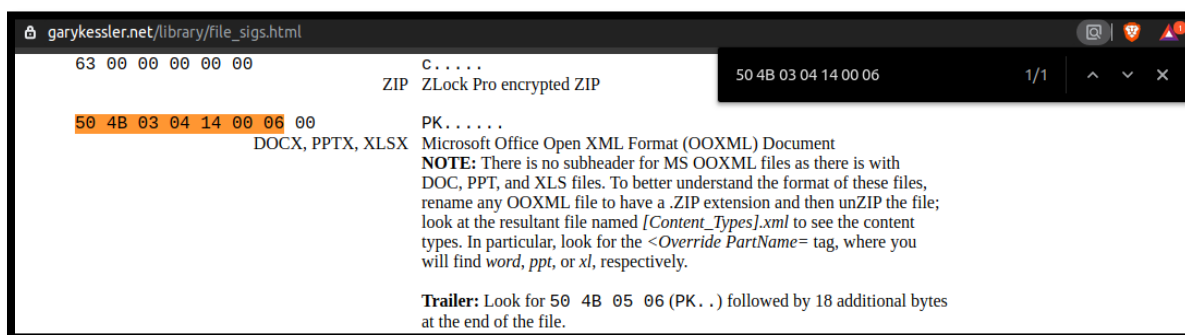 garykessler.net/library/file_sigs.html
1
63 00 00 00 00 00 c.....
ZIP ZLock Pro encrypted ZIP
50 4B 03 04 14 00 06 1/1
50 4B 03 04 14 00 06 00 PK......
DOCX, PPTX, XLSX Microsoft Office Open XML Format (OOXML) Document
NOTE: There is no subheader for MS OOXML files as there is with
DOC, PPT, and XLS files. To better understand the format of these files,
rename any OOXML file to have a .ZIP extension and then unZIP the file;
look at the resultant file named [Content_Types].xml to see the content
types. In particular, look for the <Override PartName= tag, where you
will find word, ppt, or xl, respectively.
Trailer: Look for 50 4B 05 06 (PK..) followed by 18 additional bytes
at the end of the file.